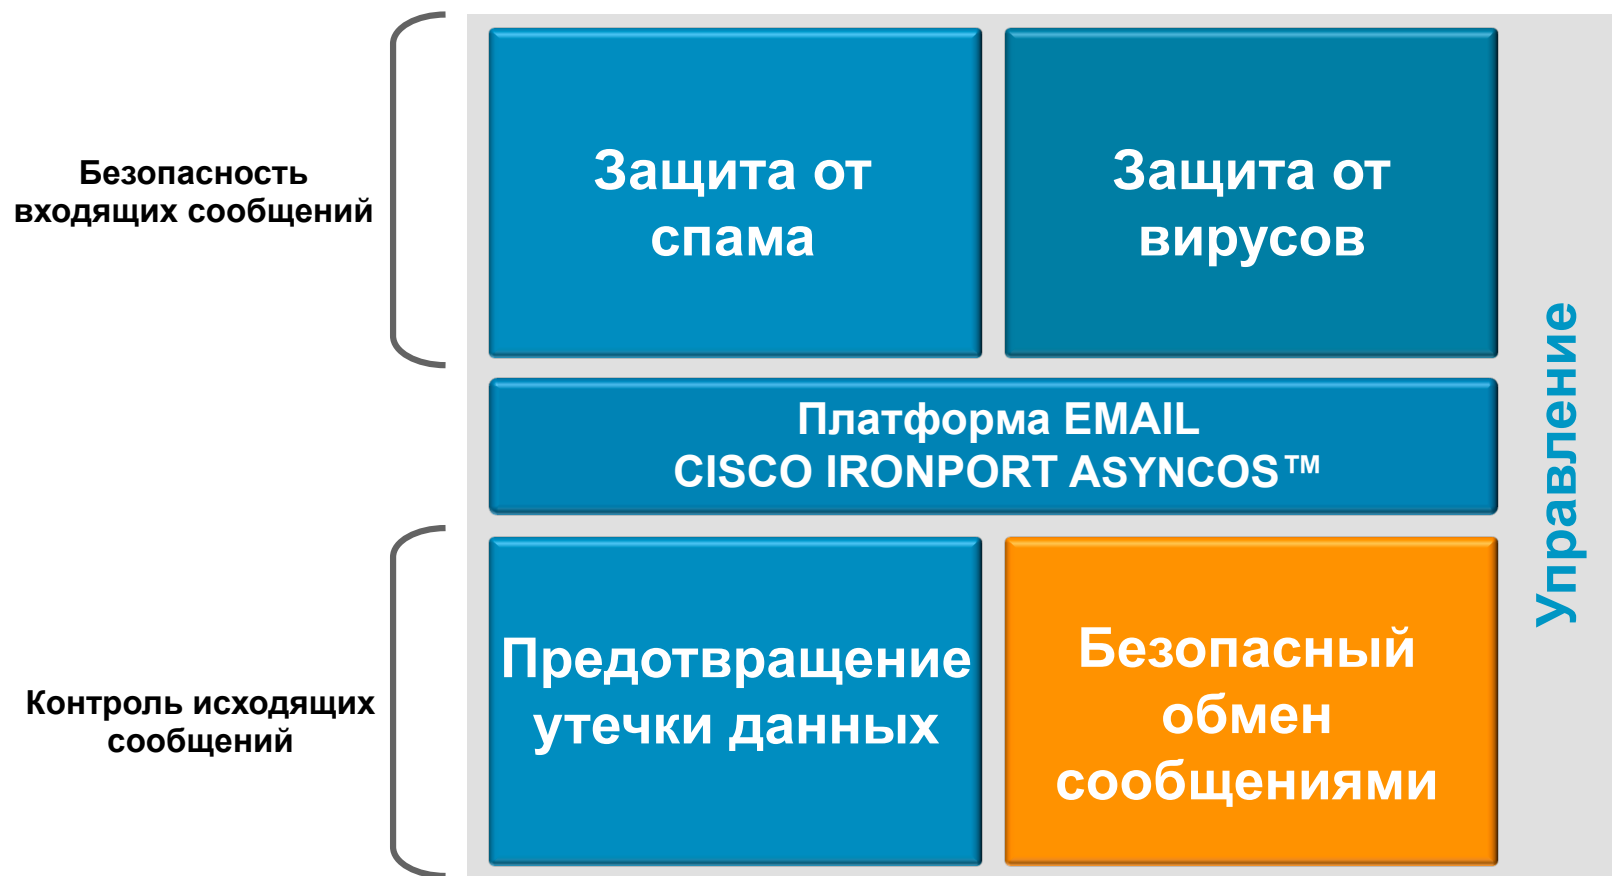 Безопасность
входящих сообщений
Защита от
спама
Защита от
вирусов
Платформа EMAIL
CISCO IRONPORT ASYNCOS™
Управление
Контроль исходящих
сообщений
Предотвращение
утечки данных
Безопасный
обмен
сообщениями